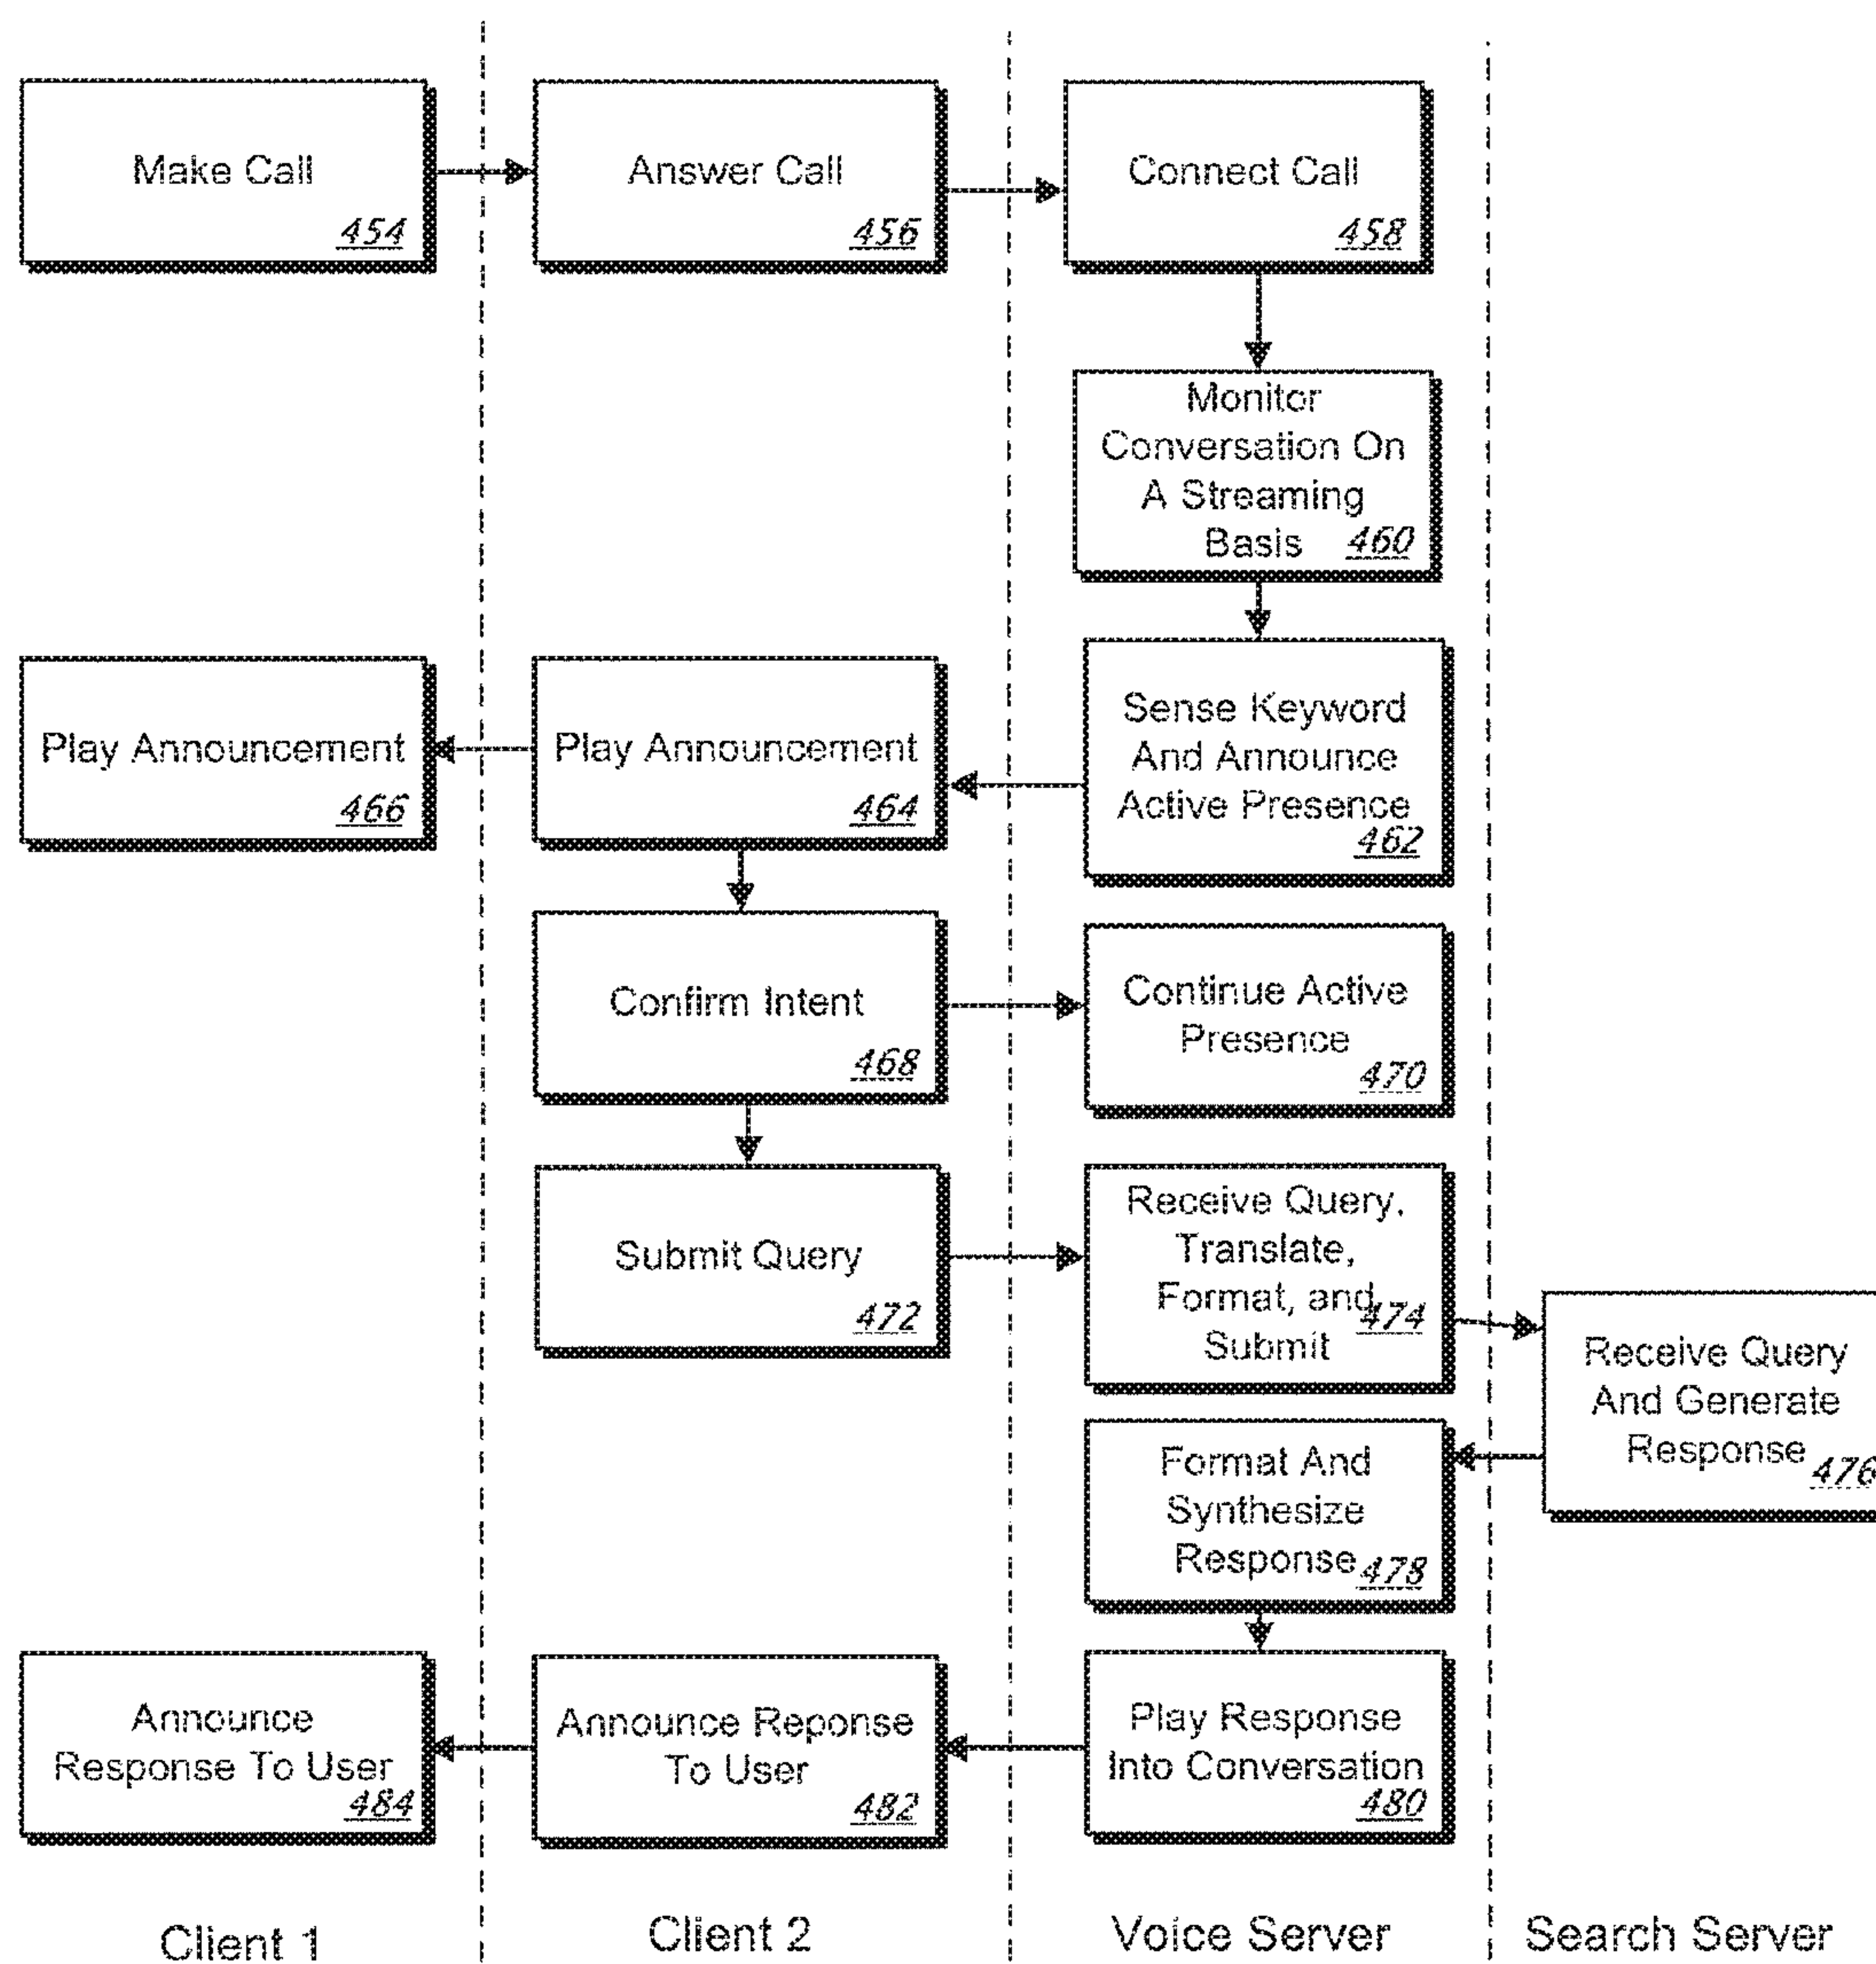 Make Call
454
Answer Call
456
Connect Call
458
Monitor
Conversation On
A Streaming
Basis 460
Play Announcement
466
Play Announcement
464
Sense Keyword
And Announce
Active Presence
462
Confirm Intent
468
Continue Active
Presence
470
Submit Query
472
Receive Query,
Translate,
Format, and
474
Submit
Receive Query
And Generate
Response
476
Format And
Synthesize
Response
478
Announce
Response To User
484
Announce Reponse
To User
482
Play Response
Into Conversation
480
Client 1
Client 2
Voice Server
Search Server